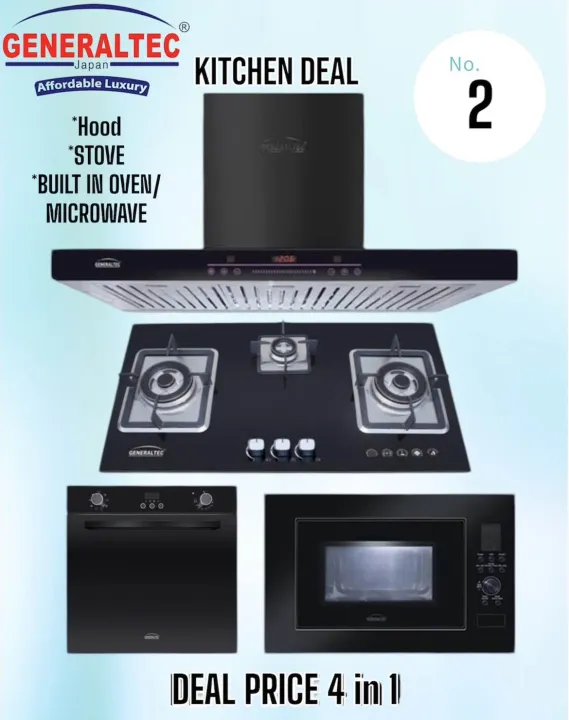 GENERALTEC®
Japan
Affordable Luxury
KITCHEN DEAL
No.
2
*Hood
*STOVE
*BUILT IN OVEN/
MICROWAVE
GENERALTEC
GENERALTEC
DEAL PRICE 4 in 1